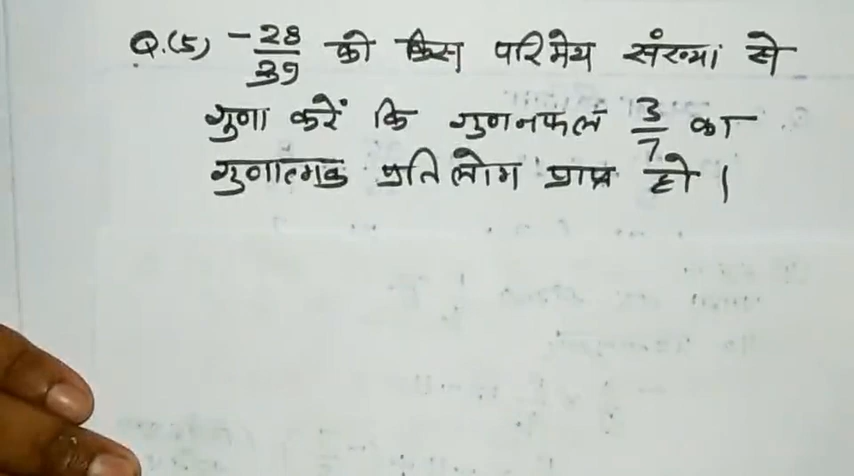 Q.(5) -28/39 को किस परिमेय संख्या से
गुणा करें कि गुणनफल 3/7 का
गुणात्मक प्रतिलोम प्राप्त हो।